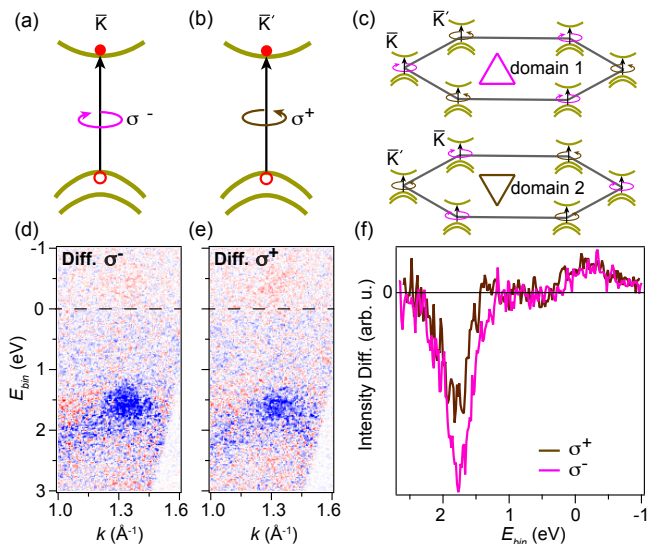 (a)
K̅
σ -
(b)
K̅′
σ+
(c)
K̅′
K̅
domain 1
K̅
K̅′
domain 2
(d)
Diff. σ-
-1
0
1
2
3
E_bin (eV)
1.0
1.3
1.6
k (Å-1)
(e)
Diff. σ+
1.0
1.3
1.6
k (Å-1)
(f)
0
Intensity Diff. (arb. u.)
σ+
σ-
2
1
0
-1
E_bin (eV)